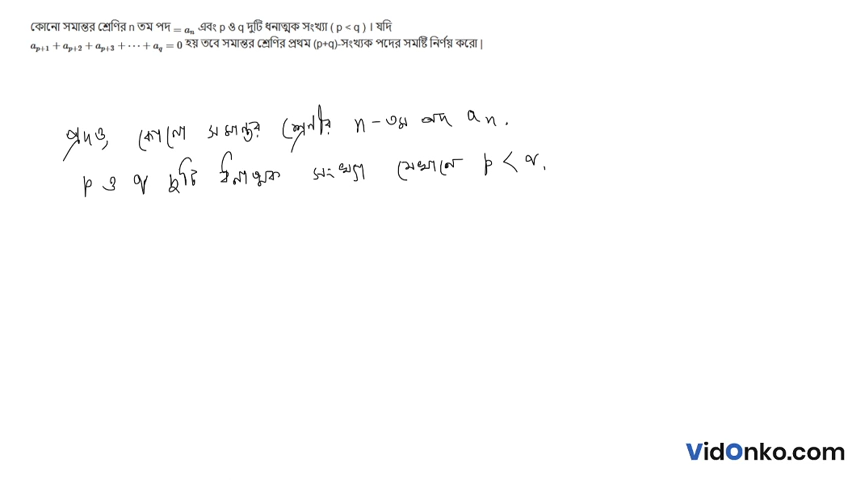 কোনো সমান্তর শ্রেণির n তম পদ = aₙ এবং p ও q দুটি ধনাত্মক সংখ্যা ( p < q ) । যদি
aₚ₊₁ + aₚ₊₂ + aₚ₊₃ + ⋯ + a_q = 0 হয় তবে সমান্তর শ্রেণির প্রথম (p+q)-সংখ্যক পদের সমষ্টি নির্ণয় করো |
প্রদত্ত, কোনো সমান্তর শ্রেণীর n - তম পদ aₙ.
p ও q দুটি ধনাত্মক সংখ্যা যেখানে p < q.
VidOnko.com